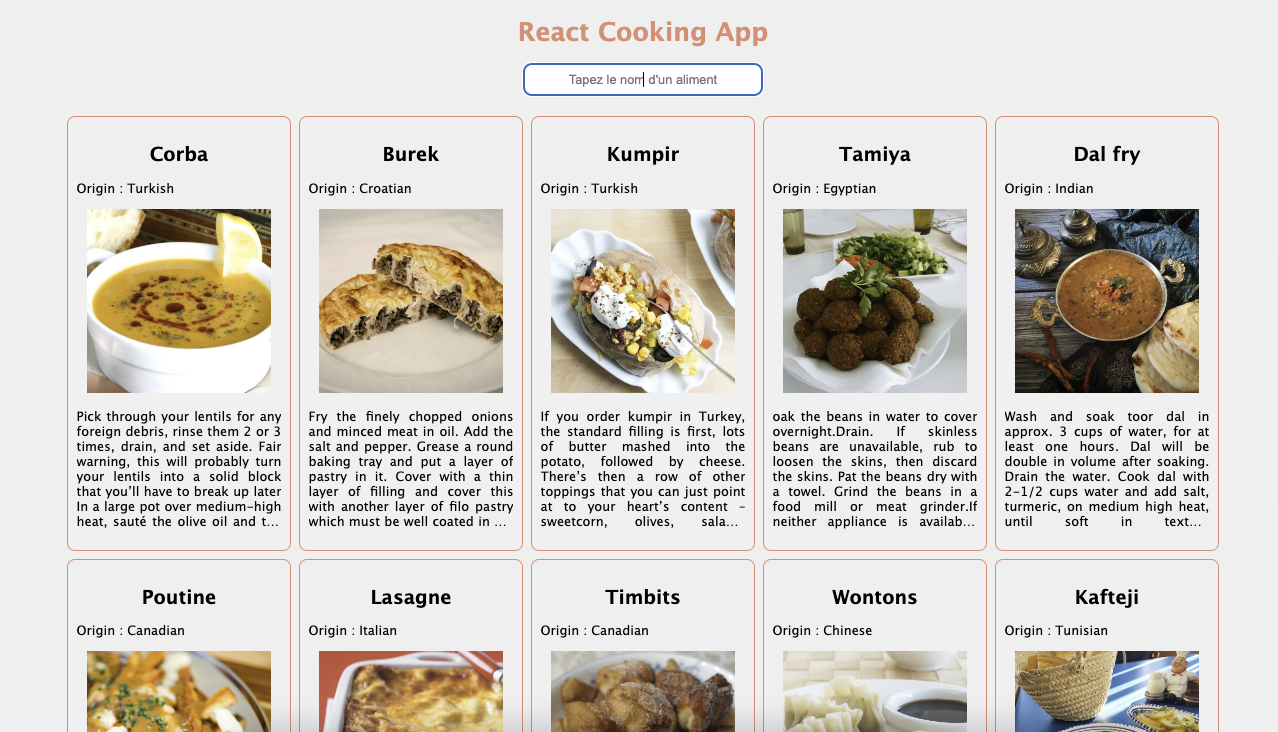 React Cooking App
Tapez le nom d'un aliment
Corba
Origin : Turkish
Pick through your lentils for any
foreign debris, rinse them 2 or 3
times, drain, and set aside. Fair
warning, this will probably turn
your lentils into a solid block
that you’ll have to break up later
In a large pot over medium-high
heat, sauté the olive oil and t...
Burek
Origin : Croatian
Fry the finely chopped onions
and minced meat in oil. Add the
salt and pepper. Grease a round
baking tray and put a layer of
pastry in it. Cover with a thin
layer of filling and cover this
with another layer of filo pastry
which must be well coated in ...
Kumpir
Origin : Turkish
If you order kumpir in Turkey,
the standard filling is first, lots
of butter mashed into the
potato, followed by cheese.
There’s then a row of other
toppings that you can just point
at to your heart’s content –
sweetcorn, olives, sala...
Tamiya
Origin : Egyptian
oak the beans in water to cover
overnight.Drain. If skinless
beans are unavailable, rub to
loosen the skins, then discard
the skins. Pat the beans dry with
a towel. Grind the beans in a
food mill or meat grinder.If
neither appliance is availab...
Dal fry
Origin : Indian
Wash and soak toor dal in
approx. 3 cups of water, for at
least one hours. Dal will be
double in volume after soaking.
Drain the water. Cook dal with
2-1/2 cups water and add salt,
turmeric, on medium high heat,
until soft in text...
Poutine
Origin : Canadian
Lasagne
Origin : Italian
Timbits
Origin : Canadian
Wontons
Origin : Chinese
Kafteji
Origin : Tunisian